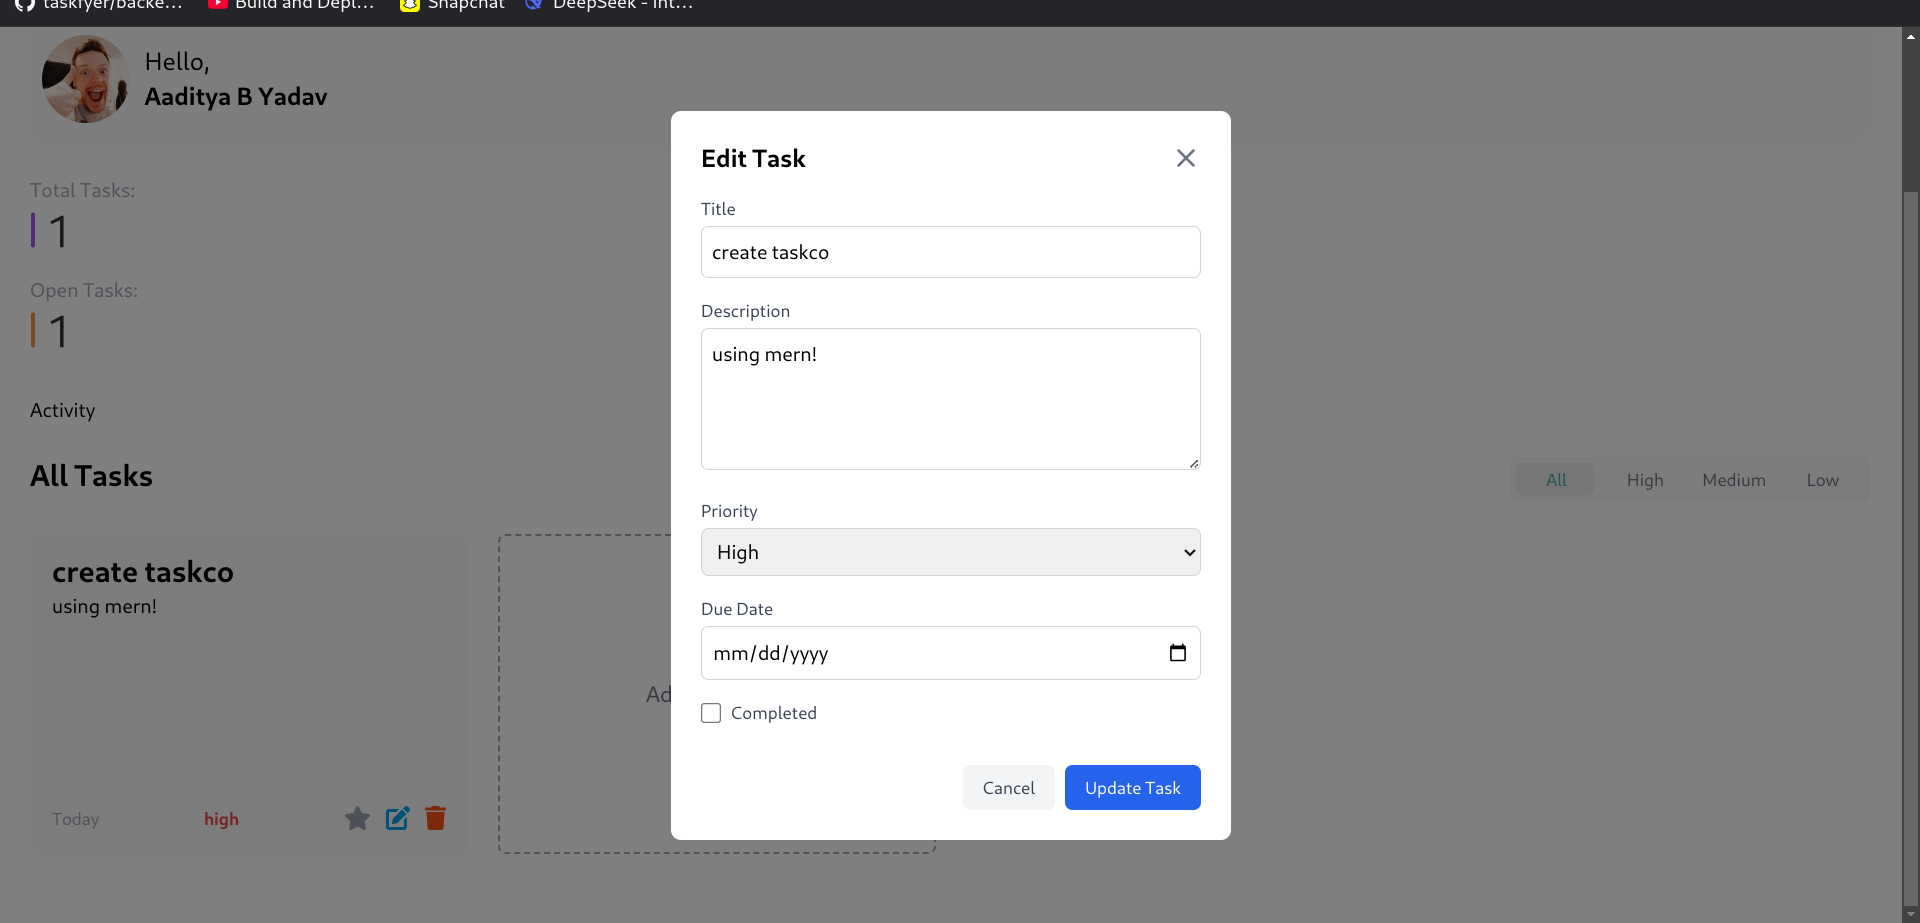 taskfyer/backe...
Build and Depl...
Snapchat
DeepSeek - Int...
Hello,
Aaditya B Yadav
Total Tasks:
1
Open Tasks:
1
Activity
All Tasks
All
High
Medium
Low
create taskco
using mern!
Today
high
Ad
Edit Task
Title
create taskco
Description
using mern!
Priority
High
Due Date
mm/dd/yyyy
Completed
Cancel
Update Task